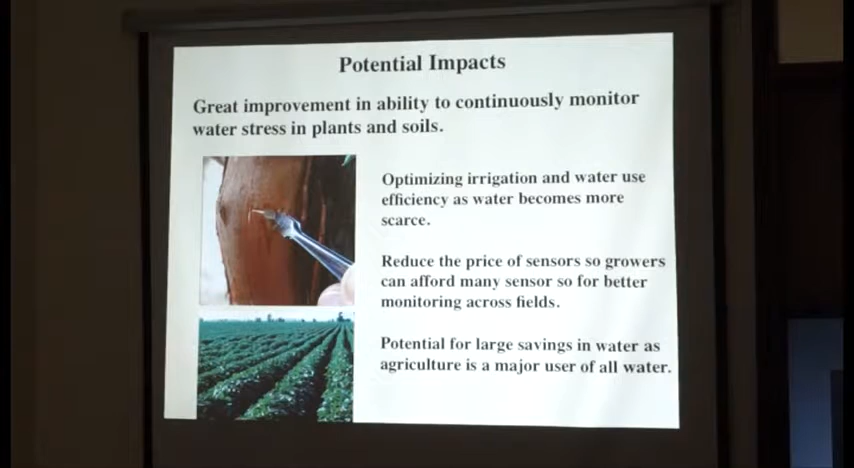 Potential Impacts
Great improvement in ability to continuously monitor
water stress in plants and soils.
Optimizing irrigation and water use
efficiency as water becomes more
scarce.
Reduce the price of sensors so growers
can afford many sensor so for better
monitoring across fields.
Potential for large savings in water as
agriculture is a major user of all water.